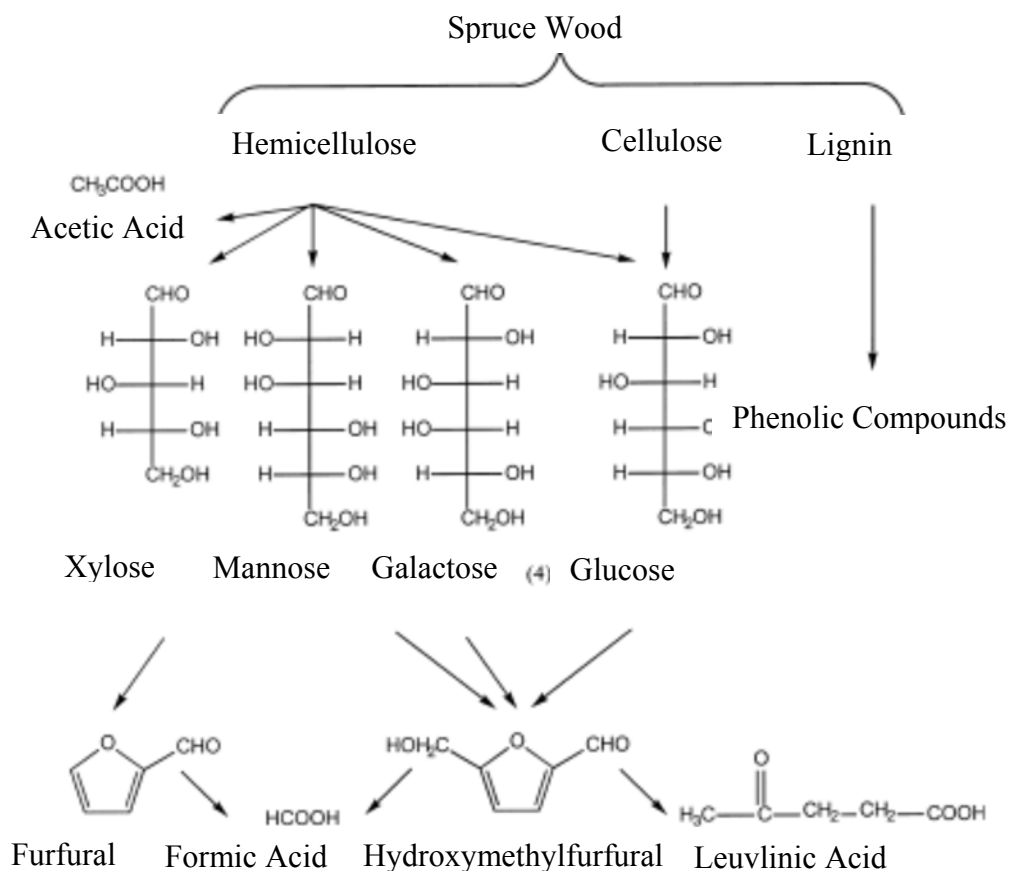 Spruce Wood
Hemicellulose Cellulose Lignin
CH3COOH
Acetic Acid
CHO CHO CHO CHO
H OH HO H H OH H OH
HO H HO H HO H HO H
H OH H OH HO H H C
CH2OH H OH H OH H OH
CH2OH CH2OH CH2OH
Phenolic Compounds
Xylose Mannose Galactose (4) Glucose
O CHO HOH2C O CHO O
HCOOH H3C C CH2 CH2 COOH
Furfural Formic Acid Hydroxymethylfurfural Leuvlinic Acid